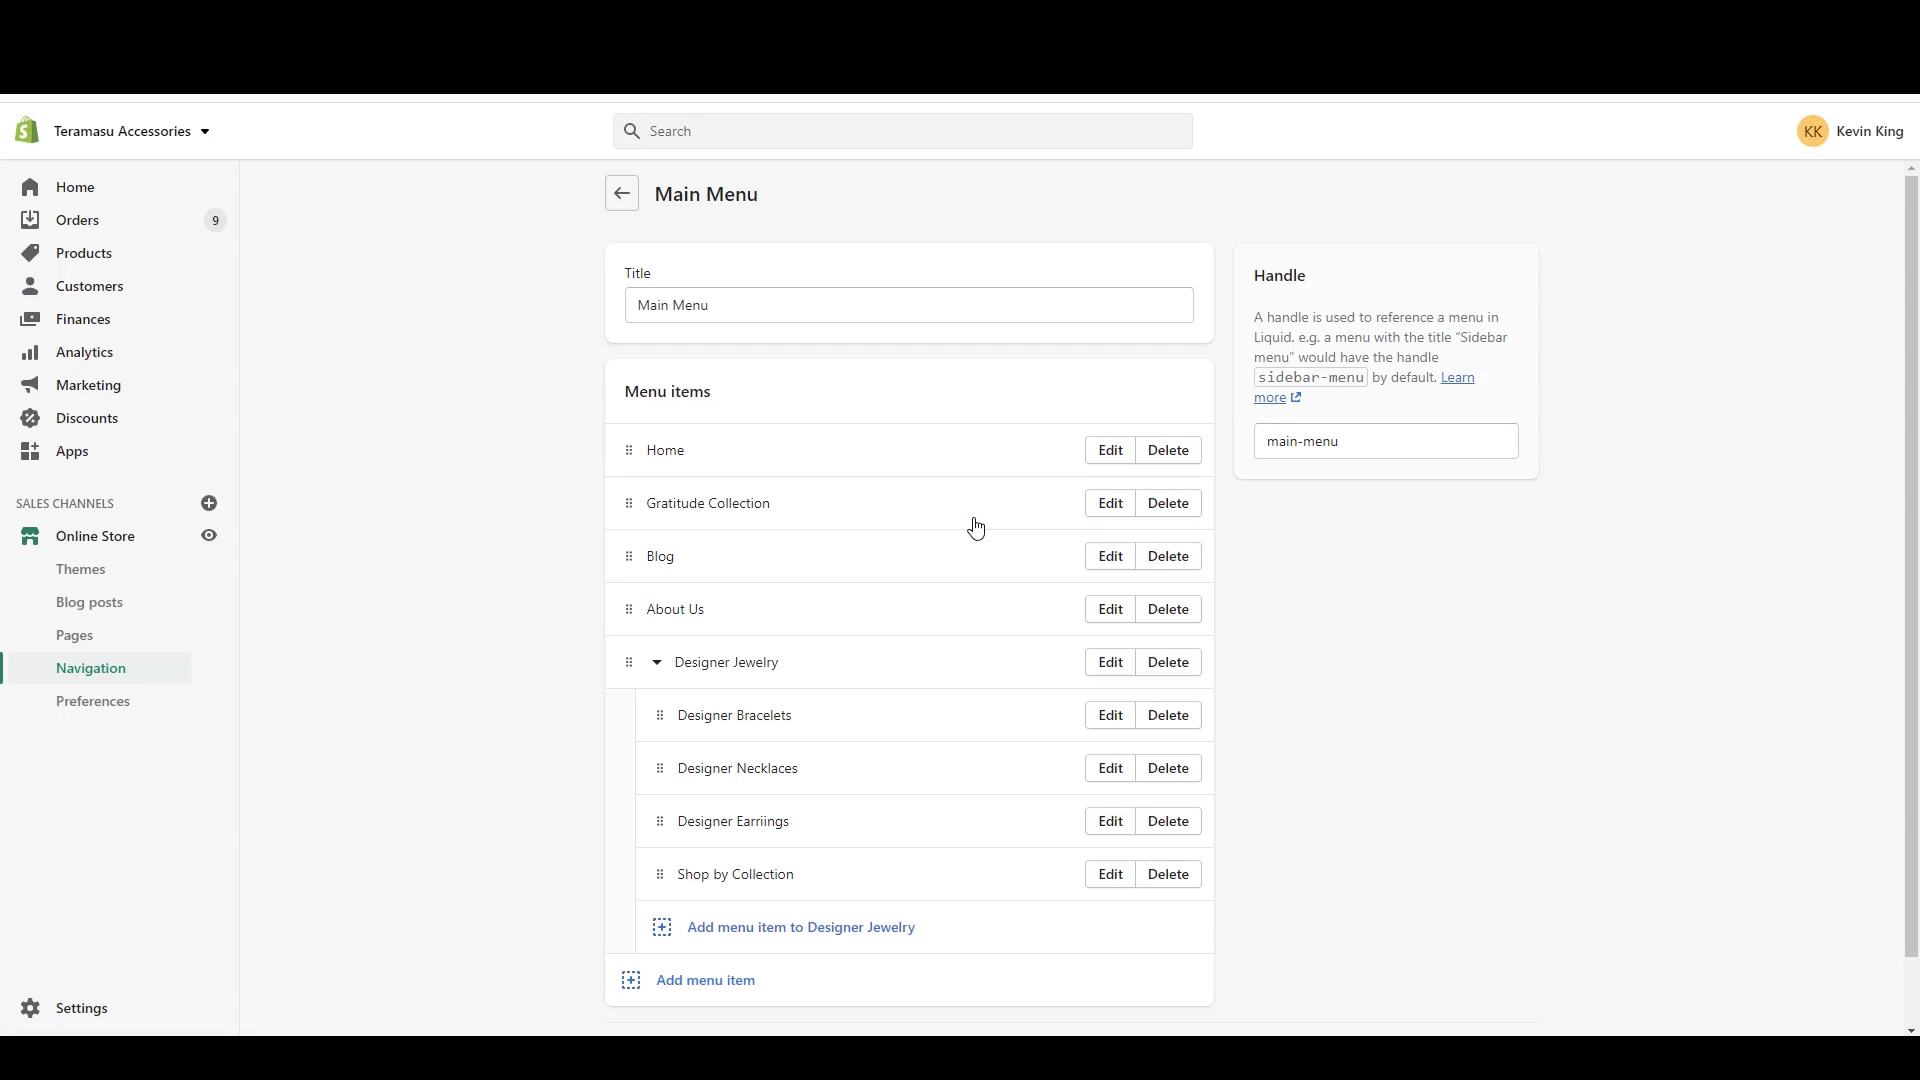 Teramasu Accessories
Search
KK Kevin King
Home
Orders 9
Products
Customers
Finances
Analytics
Marketing
Discounts
Apps
SALES CHANNELS
Online Store
Themes
Blog posts
Pages
Navigation
Preferences
Settings
Main Menu
Title
Main Menu
Menu items
Home Edit Delete
Gratitude Collection Edit Delete
Blog Edit Delete
About Us Edit Delete
Designer Jewelry Edit Delete
Designer Bracelets Edit Delete
Designer Necklaces Edit Delete
Designer Earriings Edit Delete
Shop by Collection Edit Delete
Add menu item to Designer Jewelry
Add menu item
Handle
A handle is used to reference a menu in
Liquid. e.g. a menu with the title “Sidebar
menu” would have the handle
sidebar-menu by default. Learn
more
main-menu